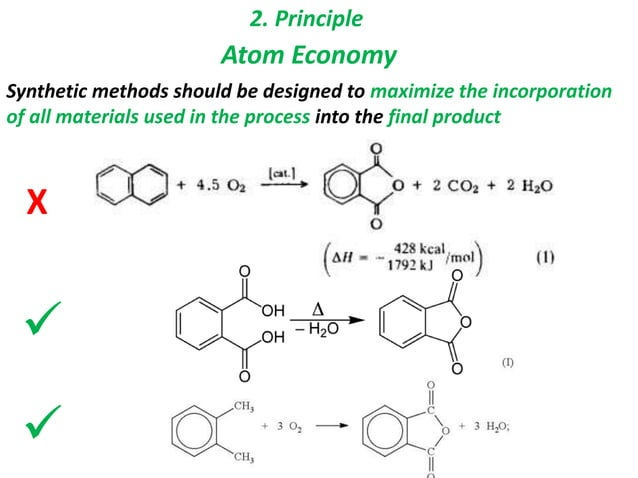 2. Principle
Atom Economy
Synthetic methods should be designed to maximize the incorporation
of all materials used in the process into the final product
X
+ 4.5 O₂ [cat.] O O O + 2 CO₂ + 2 H₂O
(ΔH = - 428 kcal/1792 kJ /mol) (1)
O OH OH O Δ – H₂O O O O
(I)
CH₃ CH₃ + 3 O₂ O C O C O + 3 H₂O;